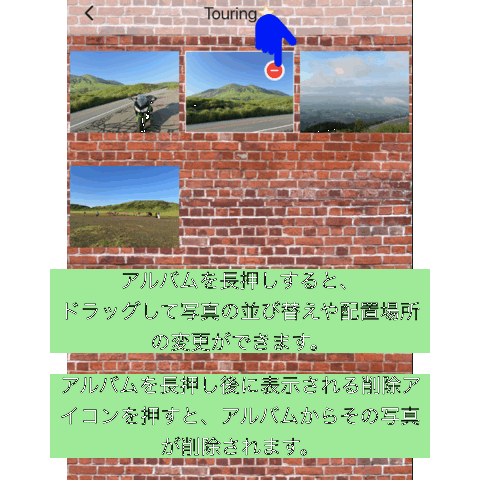 Touring
アルバムを長押しすると、
ドラッグして写真の並び替えや配置場所
の変更ができます。
アルバムを長押し後に表示される削除ア
イコンを押すと、アルバムからその写真
が削除されます。